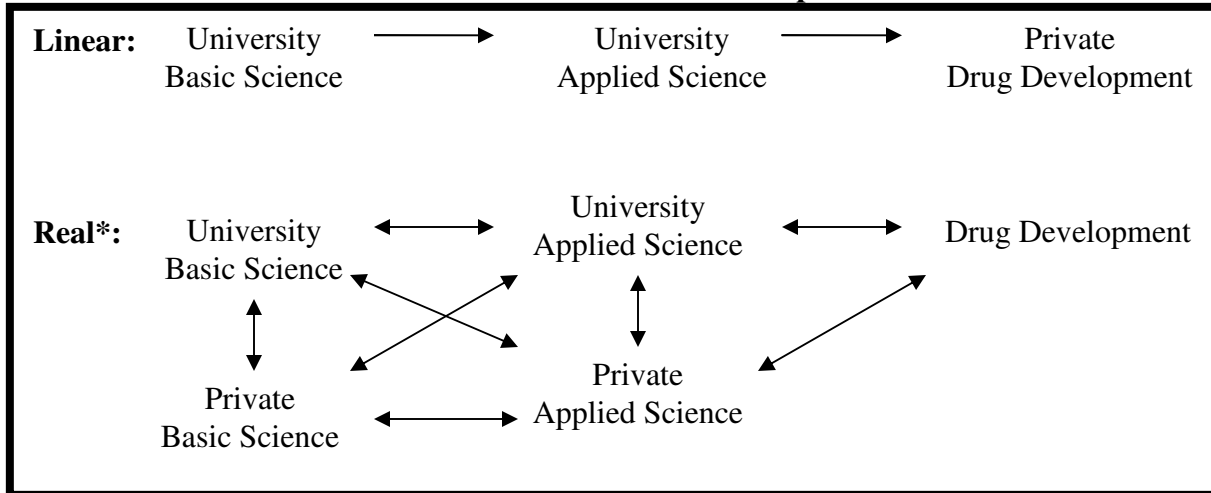 Linear:
University
Basic Science
University
Applied Science
Private
Drug Development
Real*:
University
Basic Science
University
Applied Science
Drug Development
Private
Basic Science
Private
Applied Science